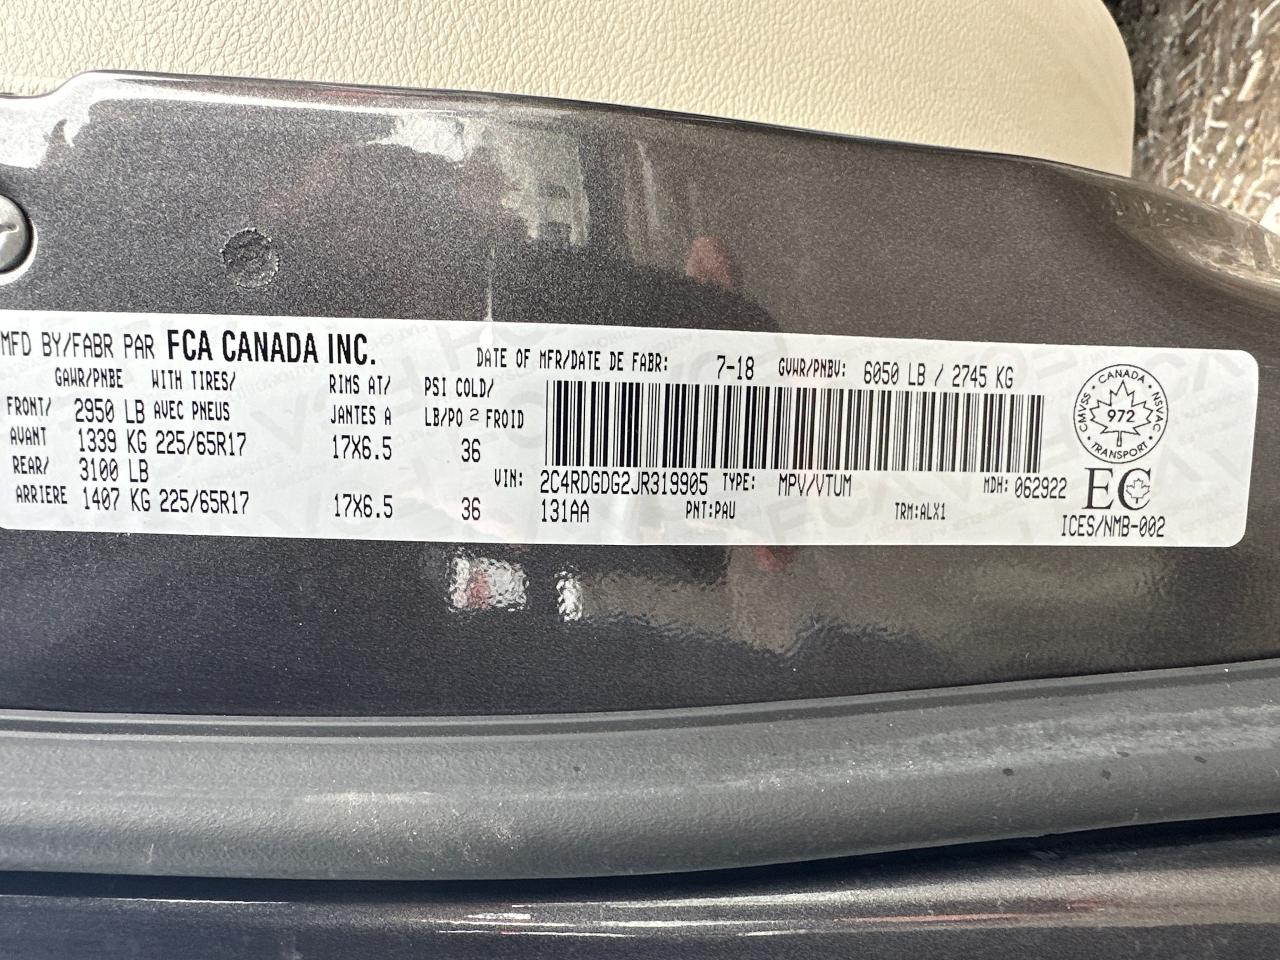 MFD BY/FABR PAR FCA CANADA INC. DATE OF MFR/DATE DE FABR: 7-18 GVWR/PNBV: 6050 LB / 2745 KG
GAWR/PNBE WITH TIRES/ RIMS AT/ PSI COLD/
FRONT/ 2950 LB AVEC PNEUS JANTES A LB/PO 2 FROID
AVANT 1339 KG 225/65R17 17X6.5 36
REAR/ 3100 LB
ARRIERE 1407 KG 225/65R17 17X6.5 36
VIN: 2C4RDGDG2JR319905 TYPE: MPV/VTUM MDH: 062922
131AA PNT:PAU TRM:ALX1
CANADA
CMVSS 972 NSVAC
TRANSPORT
EC
ICES/NMB-002